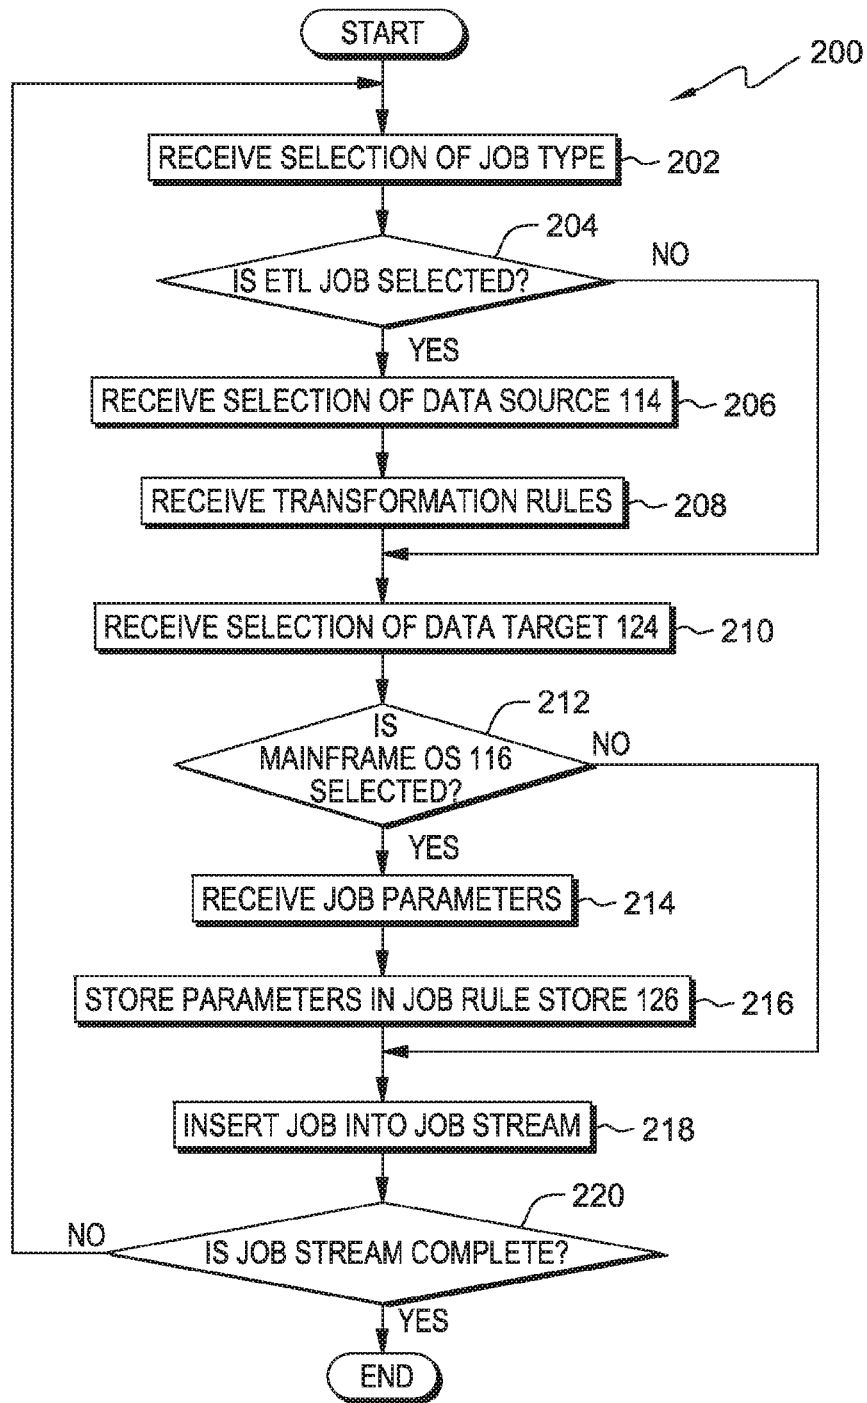 START
200
RECEIVE SELECTION OF JOB TYPE
202
204
IS ETL JOB SELECTED?
NO
YES
RECEIVE SELECTION OF DATA SOURCE 114
206
RECEIVE TRANSFORMATION RULES
208
RECEIVE SELECTION OF DATA TARGET 124
210
212
IS
MAINFRAME OS 116
SELECTED?
NO
YES
RECEIVE JOB PARAMETERS
214
STORE PARAMETERS IN JOB RULE STORE 126
216
INSERT JOB INTO JOB STREAM
218
220
NO
IS JOB STREAM COMPLETE?
YES
END